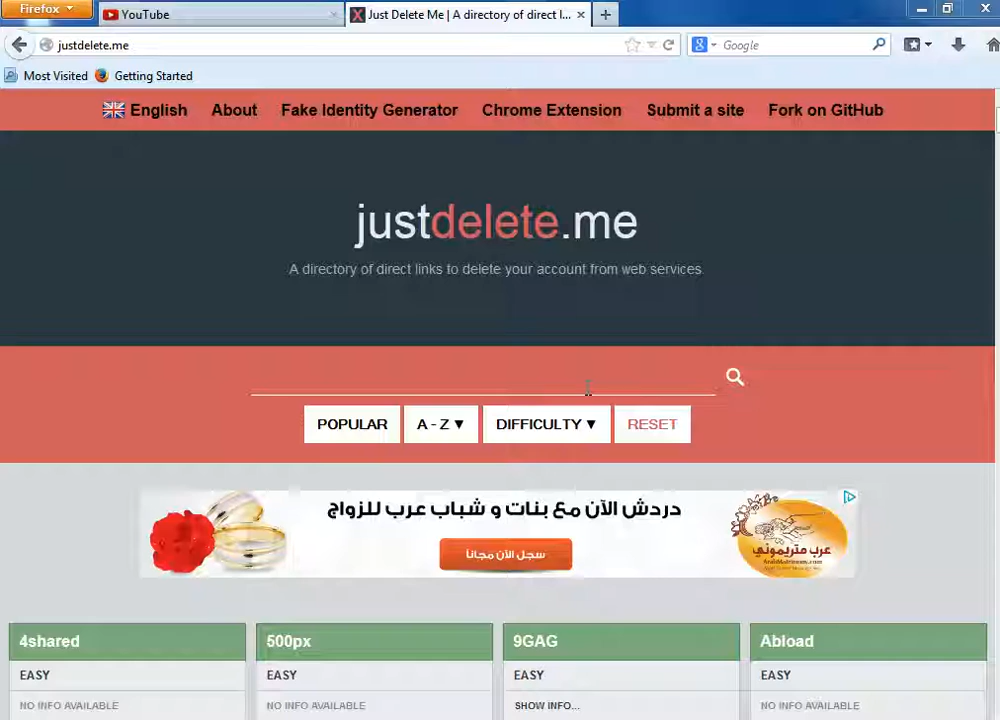 Firefox
YouTube
Just Delete Me | A directory of direct l...
justdelete.me
Google
Most Visited
Getting Started
English
About
Fake Identity Generator
Chrome Extension
Submit a site
Fork on GitHub
justdelete.me
A directory of direct links to delete your account from web services.
POPULAR
A - Z ▼
DIFFICULTY ▼
RESET
دردش الآن مع بنات و شباب عرب للزواج
سجل الآن مجانا
عرب متريموني
ArabMatrimony.com
4shared
500px
9GAG
Abload
EASY
EASY
EASY
EASY
NO INFO AVAILABLE
NO INFO AVAILABLE
SHOW INFO...
NO INFO AVAILABLE